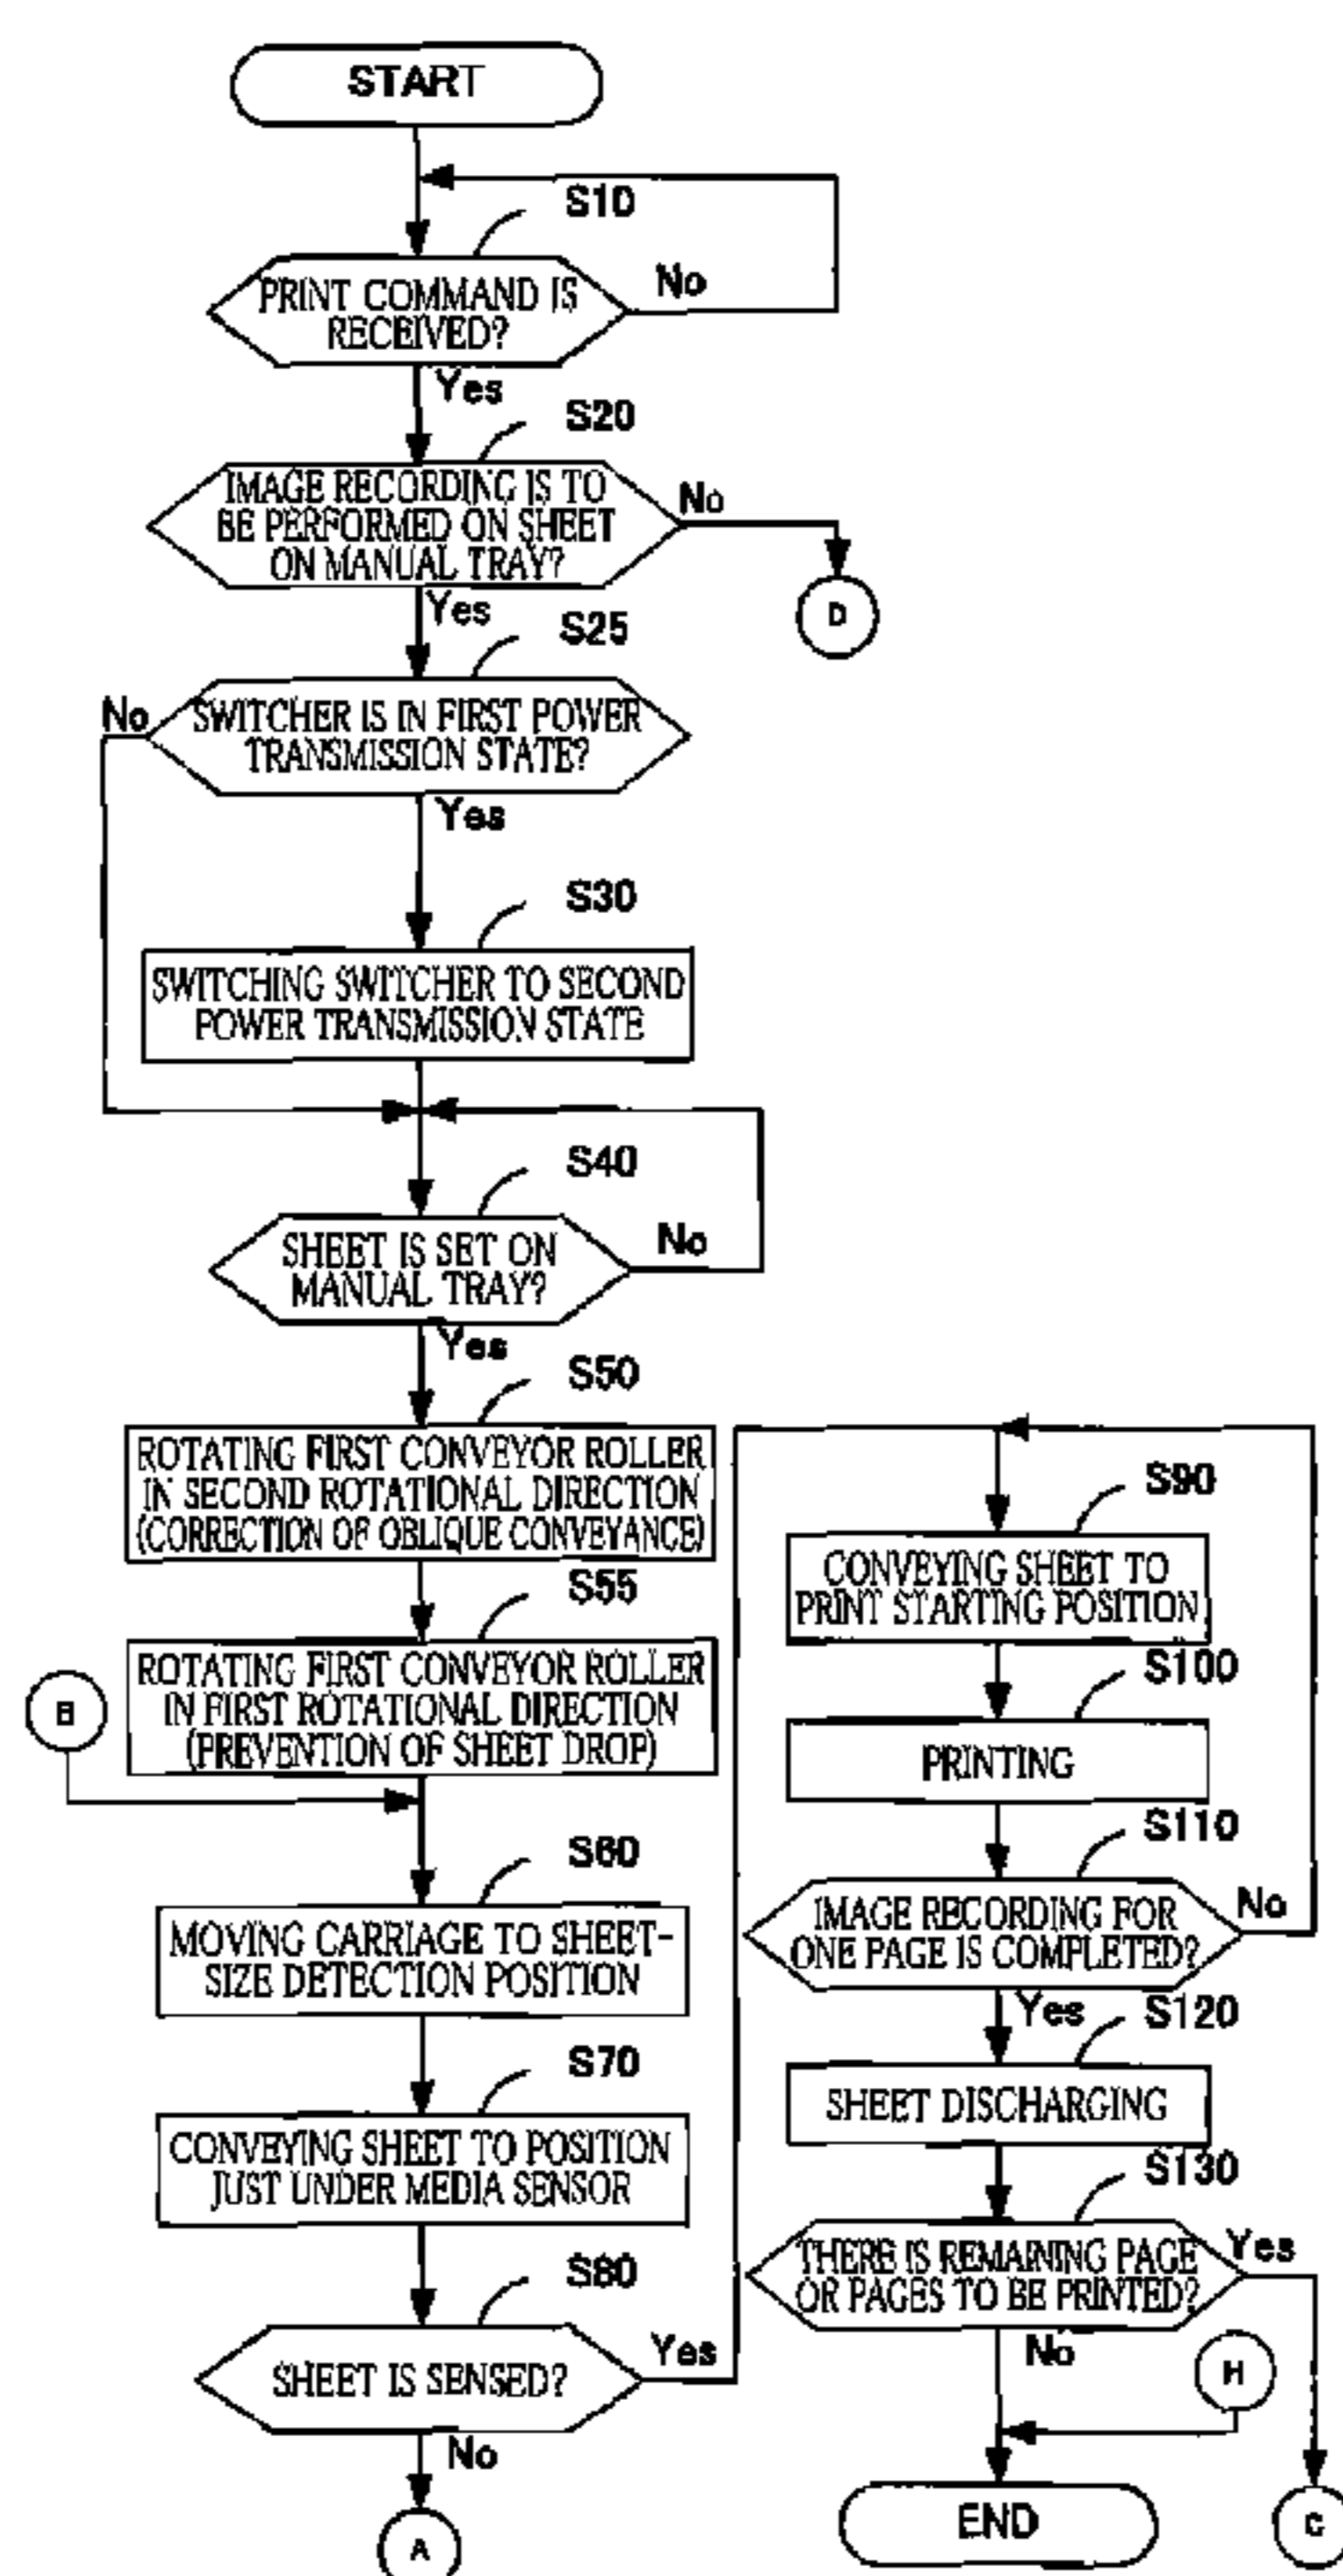 START
S10
PRINT COMMAND IS
RECEIVED?
No
Yes
S20
IMAGE RECORDING IS TO
BE PERFORMED ON SHEET
ON MANUAL TRAY?
No
D
Yes
S25
SWITCHER IS IN FIRST POWER
TRANSMISSION STATE?
No
Yes
S30
SWITCHING SWITCHER TO SECOND
POWER TRANSMISSION STATE
S40
SHEET IS SET ON
MANUAL TRAY?
No
Yes
S50
ROTATING FIRST CONVEYOR ROLLER
IN SECOND ROTATIONAL DIRECTION
(CORRECTION OF OBLIQUE CONVEYANCE)
S55
ROTATING FIRST CONVEYOR ROLLER
IN FIRST ROTATIONAL DIRECTION
(PREVENTION OF SHEET DROP)
B
S60
MOVING CARRIAGE TO SHEET-
SIZE DETECTION POSITION
S70
CONVEYING SHEET TO POSITION
JUST UNDER MEDIA SENSOR
S80
SHEET IS SENSED?
Yes
No
A
S90
CONVEYING SHEET TO
PRINT STARTING POSITION
S100
PRINTING
S110
IMAGE RECORDING FOR
ONE PAGE IS COMPLETED?
No
Yes
S120
SHEET DISCHARGING
S130
THERE IS REMAINING PAGE
OR PAGES TO BE PRINTED?
Yes
No
H
END
C